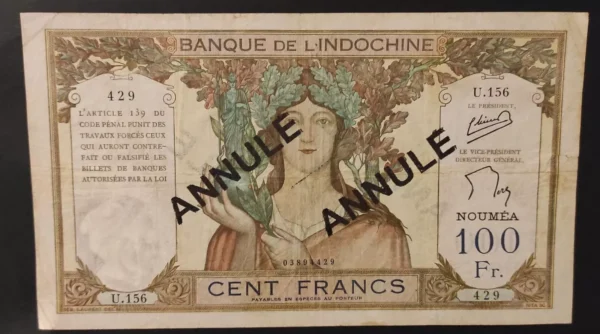 BANQUE DE L'INDOCHINE
429
U.156
L'ARTICLE 139 DU
CODE PÉNAL PUNIT DES
TRAVAUX FORCÉS CEUX
QUI AURONT CONTRE-
FAIT OU FALSIFIÉ LES
BILLETS DE BANQUES
AUTORISÉES PAR LA LOI
LE PRÉSIDENT,
LE VICE-PRÉSIDENT
DIRECTEUR GÉNÉRAL,
ANNULE
ANNULE
NOUMÉA
100
Fr.
03894429
U.156
CENT FRANCS
429
PAYABLES EN ESPÈCES AU PORTEUR